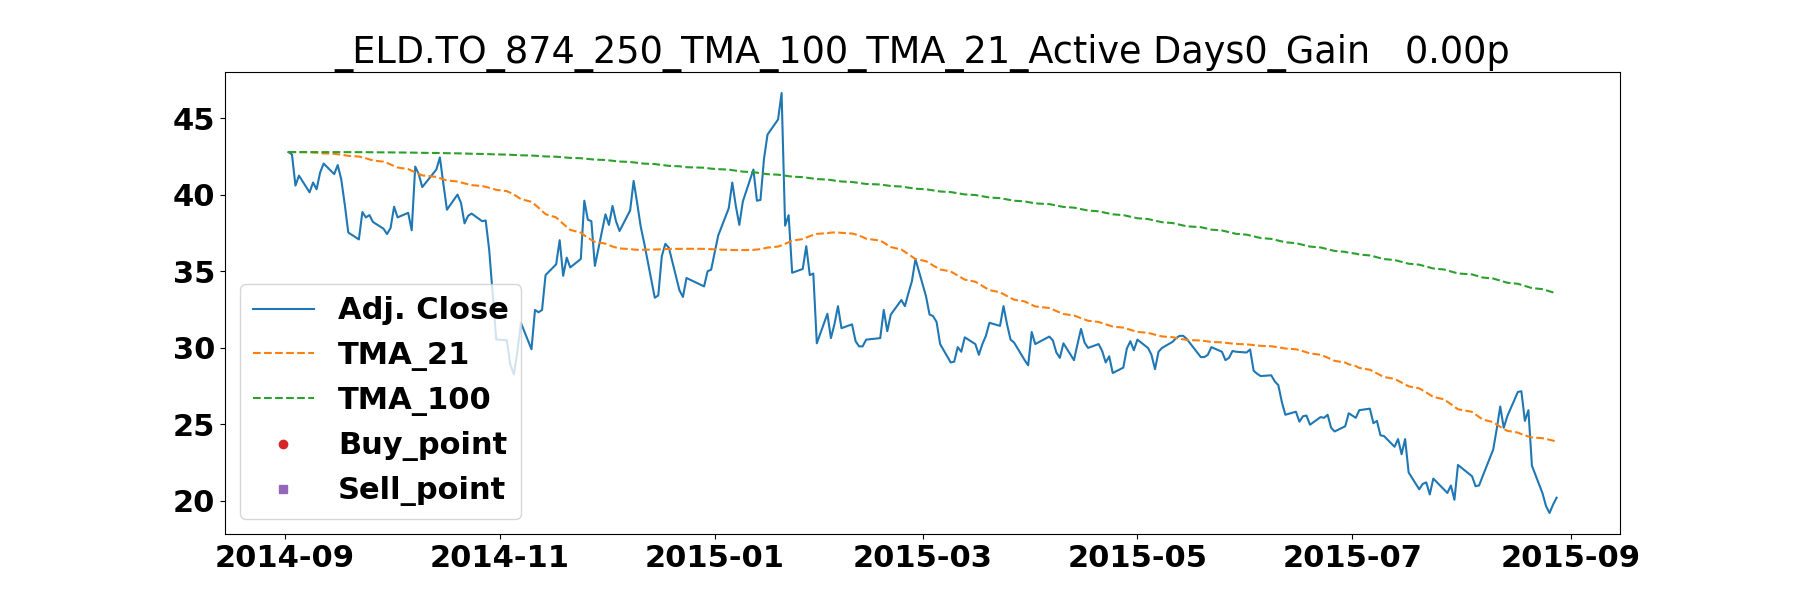 _ELD.TO_874_250_TMA_100_TMA_21_Active Days0_Gain   0.00p
45
40
35
30
25
20
Adj. Close
TMA_21
TMA_100
Buy_point
Sell_point
2014-09 2014-11 2015-01 2015-03 2015-05 2015-07 2015-09